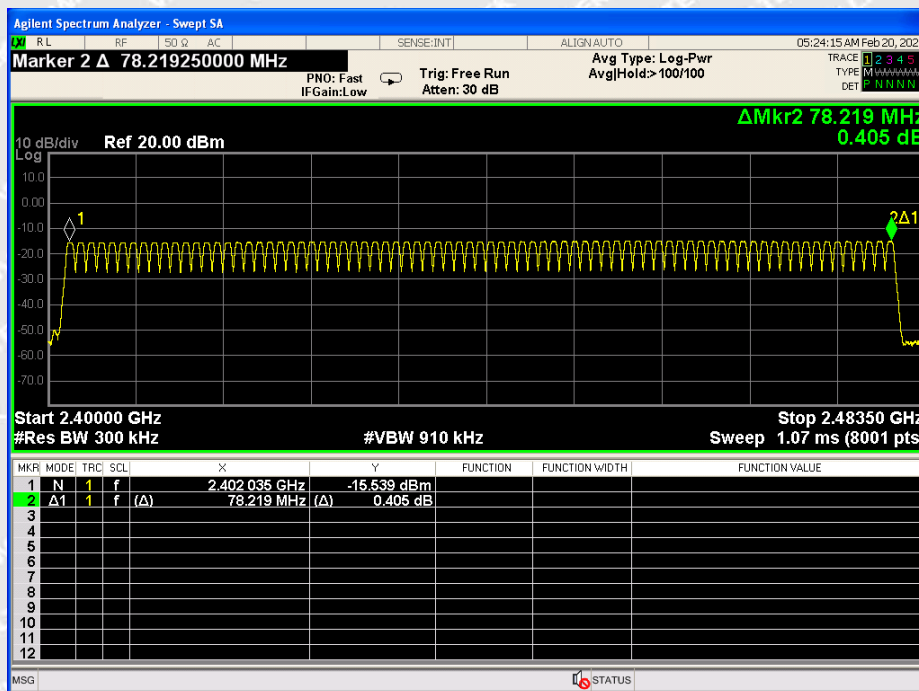 Agilent Spectrum Analyzer - Swept SA
LXI RL RF 50 Ω AC SENSE:INT ALIGN AUTO 05:24:15 AM Feb 20, 202
Marker 2 Δ 78.219250000 MHz
PNO: Fast Trig: Free Run Avg Type: Log-Pwr TRACE 1 2 3 4 5
IFGain:Low Atten: 30 dB Avg|Hold:> 100/100 TYPE M
DET P N N N N
ΔMkr2 78.219 MHz
0.405 dB
10 dB/div Ref 20.00 dBm
Log
10.0
0.00
1 2Δ1
-10.0
-20.0
-30.0
-40.0
-50.0
-60.0
-70.0
Start 2.40000 GHz Stop 2.48350 GHz
#Res BW 300 kHz #VBW 910 kHz Sweep 1.07 ms (8001 pts
MKR MODE TRC SCL X Y FUNCTION FUNCTION WIDTH FUNCTION VALUE
1 N 1 f 2.402 035 GHz -15.539 dBm
2 Δ1 1 f (Δ) 78.219 MHz (Δ) 0.405 dB
3
4
5
6
7
8
9
10
11
12
MSG STATUS